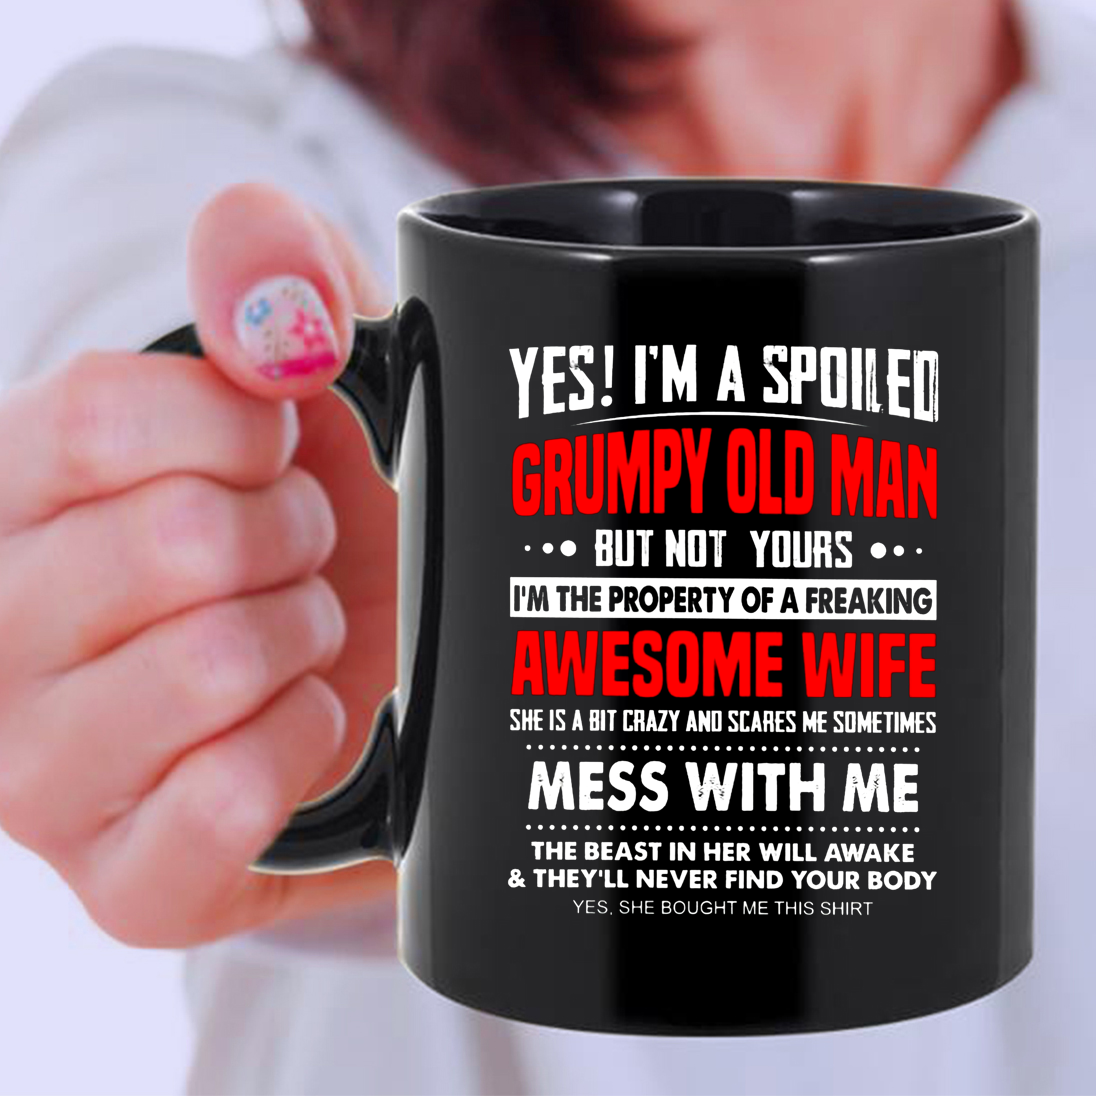 YES! I'M A SPOILED
GRUMPY OLD MAN
BUT NOT YOURS
I'M THE PROPERTY OF A FREAKING
AWESOME WIFE
SHE IS A BIT CRAZY AND SCARES ME SOMETIMES
MESS WITH ME
THE BEAST IN HER WILL AWAKE
& THEY'LL NEVER FIND YOUR BODY
YES, SHE BOUGHT ME THIS SHIRT